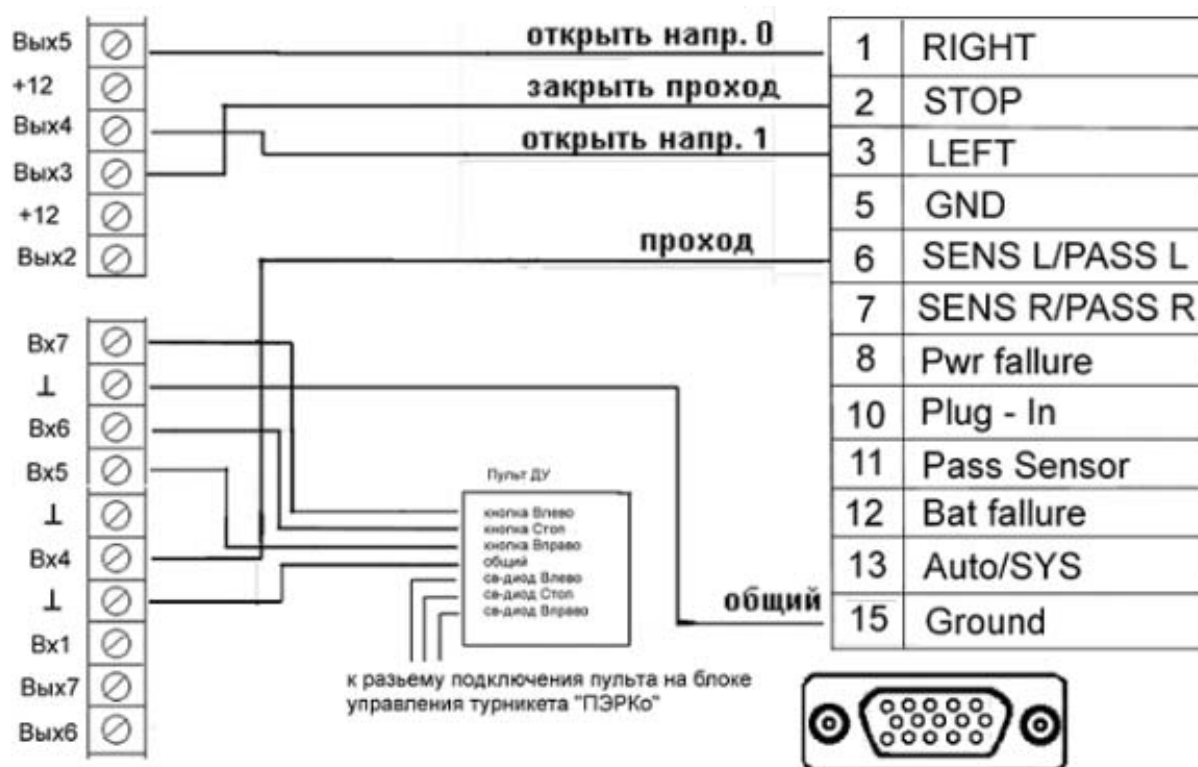 Вых5
+12
Вых4
Вых3
+12
Вых2
Вх7
⊥
Вх6
Вх5
⊥
Вх4
⊥
Вх1
Вых7
Вых6
открыть напр. 0
закрыть проход
открыть напр. 1
проход
общий
Пульт ДУ
кнопка Влево
кнопка Стоп
кнопка Вправо
общий
св-диод Влево
св-диод Стоп
св-диод Вправо
к разьему подключения пульта на блоке
управления турникета "ПЭРКо"
1 RIGHT
2 STOP
3 LEFT
5 GND
6 SENS L/PASS L
7 SENS R/PASS R
8 Pwr fallure
10 Plug - In
11 Pass Sensor
12 Bat fallure
13 Auto/SYS
15 Ground